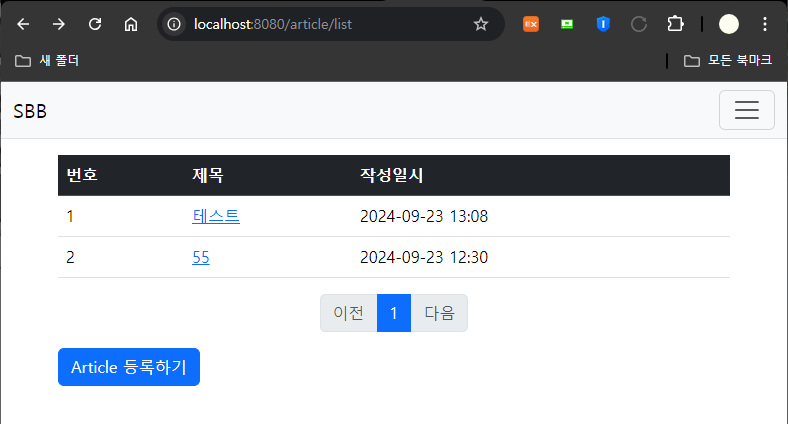 localhost:8080/article/list
새 폴더 모든 북마크
SBB
번호 제목 작성일시
1 테스트 2024-09-23 13:08
2 55 2024-09-23 12:30
이전 1 다음
Article 등록하기